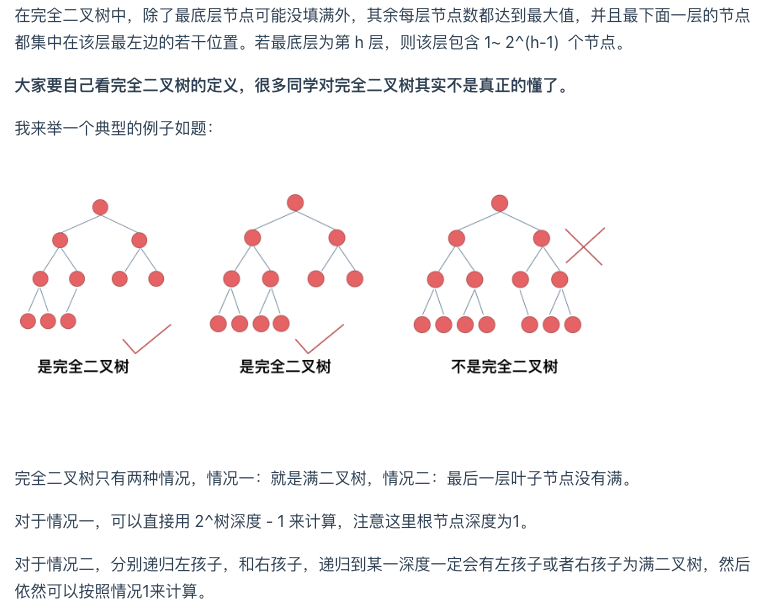 在完全二叉树中，除了最底层节点可能没填满外，其余每层节点数都达到最大值，并且最下面一层的节点
都集中在该层最左边的若干位置。若最底层为第 h 层，则该层包含 1~ 2^(h-1) 个节点。
大家要自己看完全二叉树的定义，很多同学对完全二叉树其实不是真正的懂了。
我来举一个典型的例子如题：
是完全二叉树
是完全二叉树
不是完全二叉树
完全二叉树只有两种情况，情况一：就是满二叉树，情况二：最后一层叶子节点没有满。
对于情况一，可以直接用 2^树深度 - 1 来计算，注意这里根节点深度为1。
对于情况二，分别递归左孩子，和右孩子，递归到某一深度一定会有左孩子或者右孩子为满二叉树，然后
依然可以按照情况1来计算。